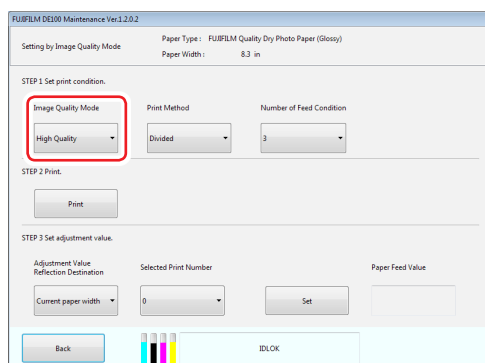 FUJIFILM DE100 Maintenance Ver.1.2.0.2
Setting by Image Quality Mode
Paper Type : FUJIFILM Quality Dry Photo Paper (Glossy)
Paper Width : 8.3 in
STEP 1 Set print condition.
Image Quality Mode Print Method Number of Feed Condition
High Quality Divided 3
STEP 2 Print.
Print
STEP 3 Set adjustment value.
Adjustment Value
Reflection Destination Selected Print Number Paper Feed Value
Current paper width 0 Set
Back IDLOK